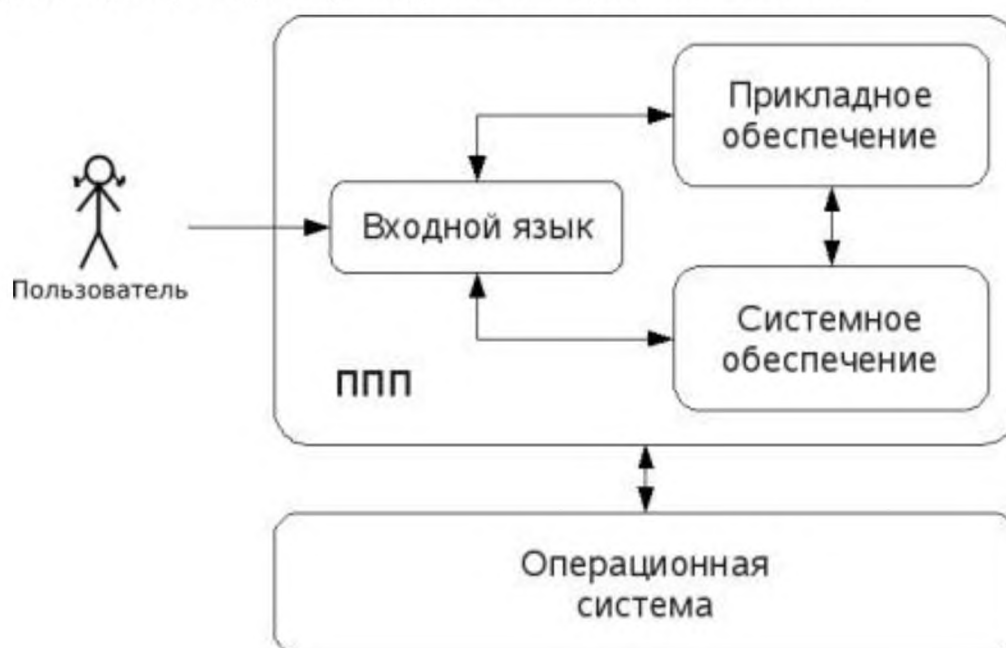 Прикладное
обеспечение
Входной язык
Пользователь
Системное
обеспечение
ППП
Операционная
система